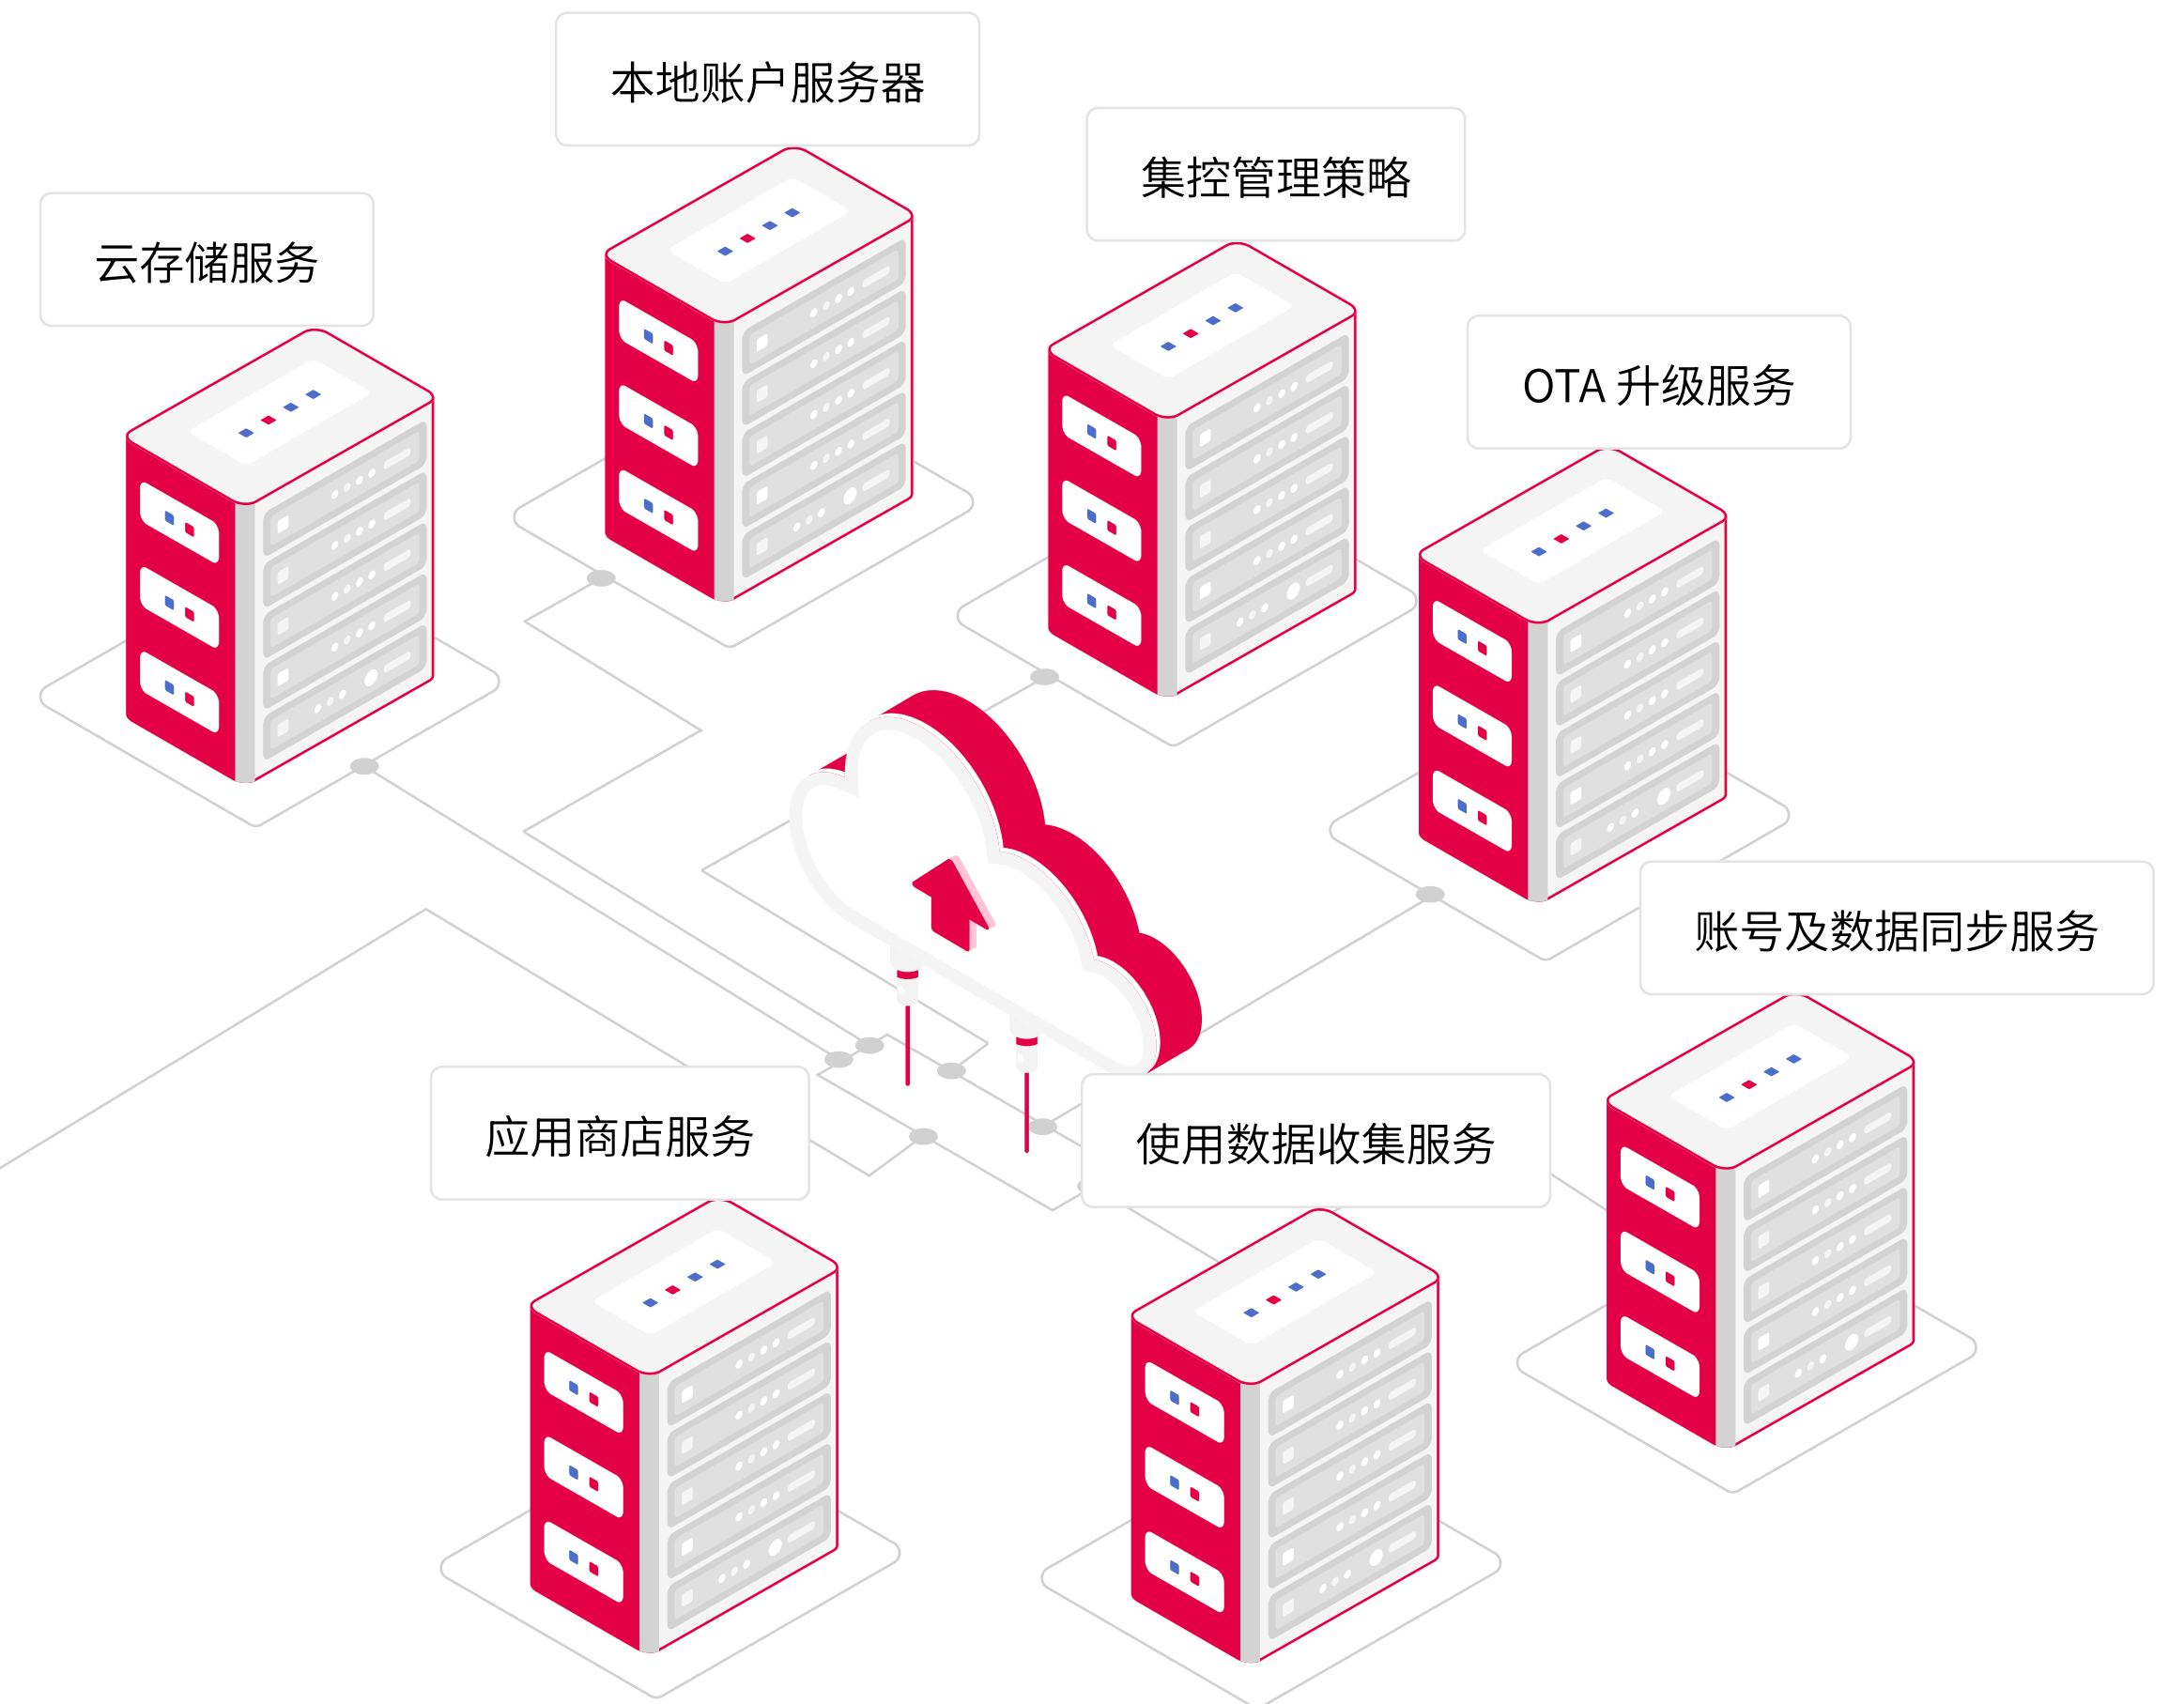 本地账户服务器
集控管理策略
云存储服务
OTA 升级服务
账号及数据同步服务
应用商店服务
使用数据收集服务